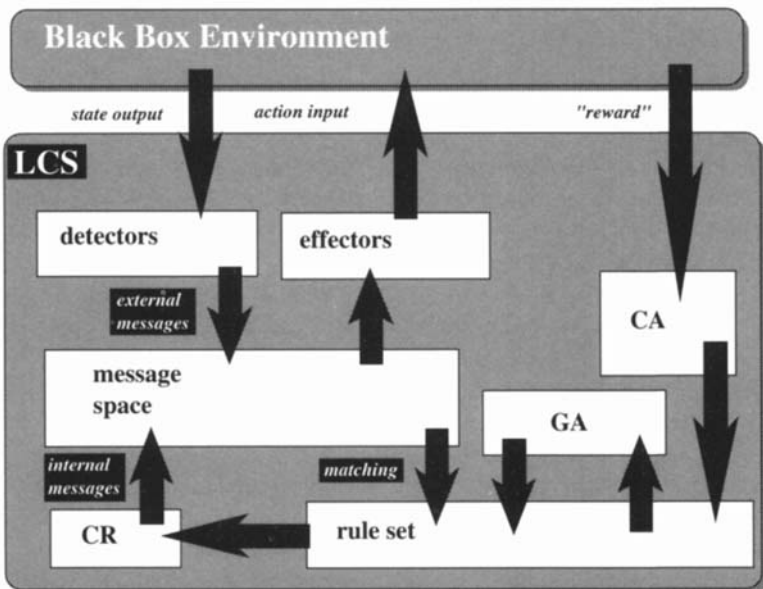 Black Box Environment
state output
action input
"reward"
LCS
detectors
effectors
external
messages
CA
message
space
GA
internal
messages
matching
CR
rule set